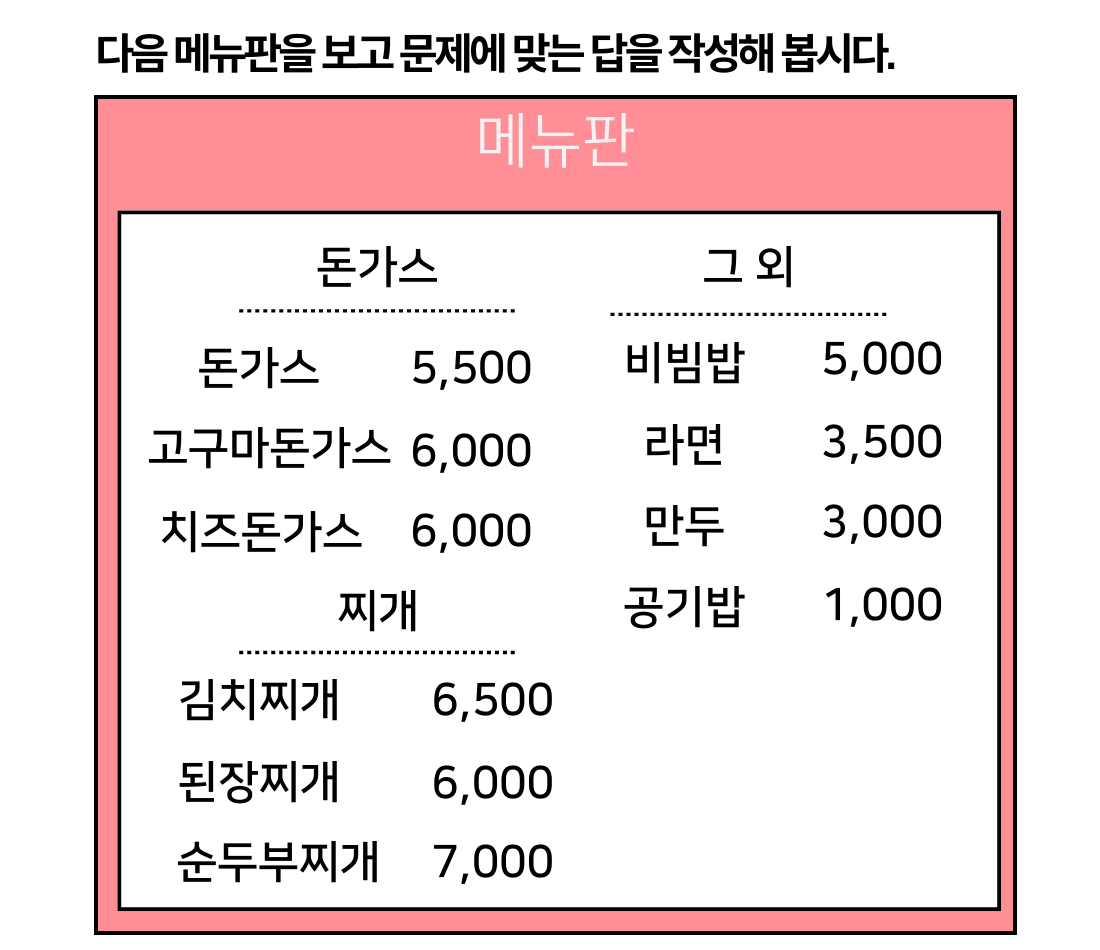 다음 메뉴판을 보고 문제에 맞는 답을 작성해 봅시다.
메뉴판
돈가스
돈가스 5,500
고구마돈가스 6,000
치즈돈가스 6,000
찌개
김치찌개 6,500
된장찌개 6,000
순두부찌개 7,000
그 외
비빔밥 5,000
라면 3,500
만두 3,000
공기밥 1,000